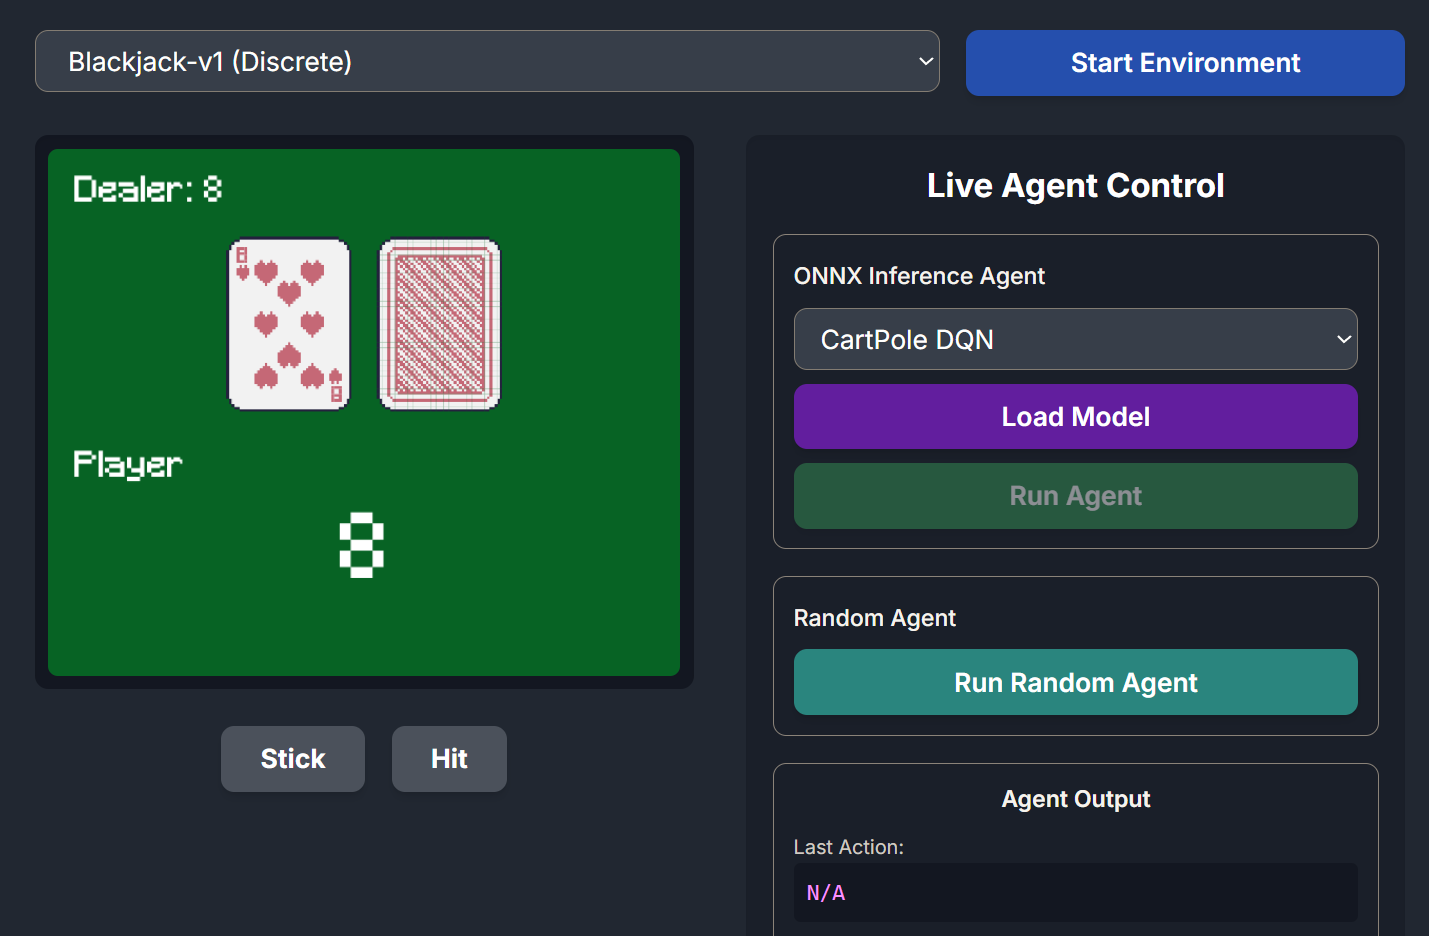 Blackjack-v1 (Discrete)
Start Environment
Dealer: 8
8
8
Player
8
Stick
Hit
Live Agent Control
ONNX Inference Agent
CartPole DQN
Load Model
Run Agent
Random Agent
Run Random Agent
Agent Output
Last Action:
N/A